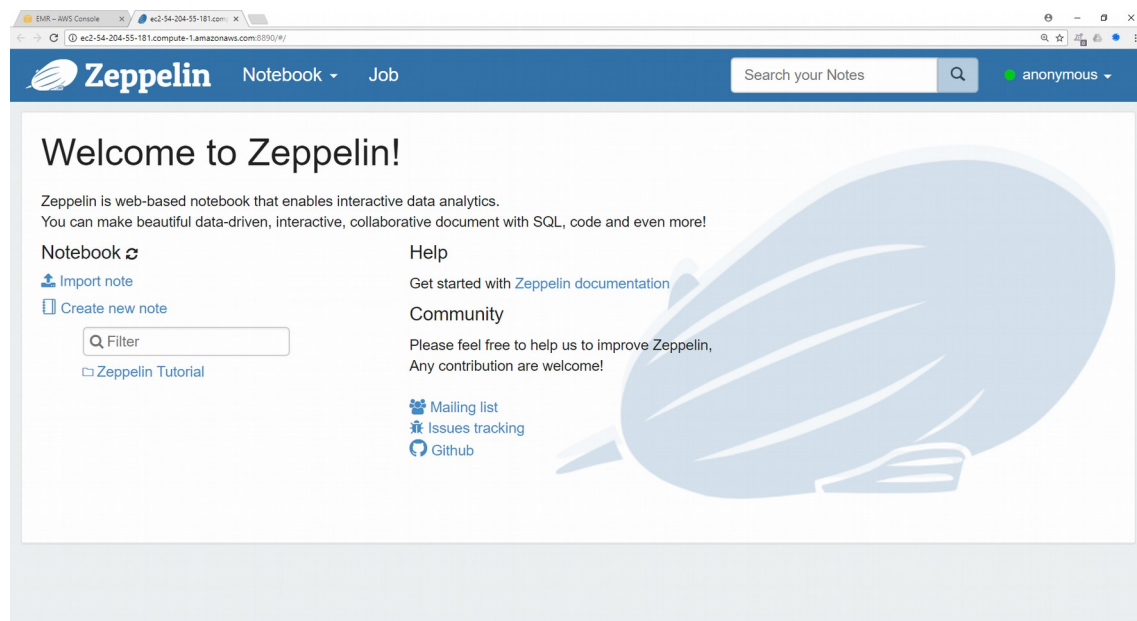 EMR – AWS Console
ec2-54-204-55-181.com
ec2-54-204-55-181.compute-1.amazonaws.com:8890/#/
Zeppelin
Notebook
Job
Search your Notes
anonymous
Welcome to Zeppelin!
Zeppelin is web-based notebook that enables interactive data analytics.
You can make beautiful data-driven, interactive, collaborative document with SQL, code and even more!
Notebook
Import note
Create new note
Filter
Zeppelin Tutorial
Help
Get started with Zeppelin documentation
Community
Please feel free to help us to improve Zeppelin,
Any contribution are welcome!
Mailing list
Issues tracking
Github